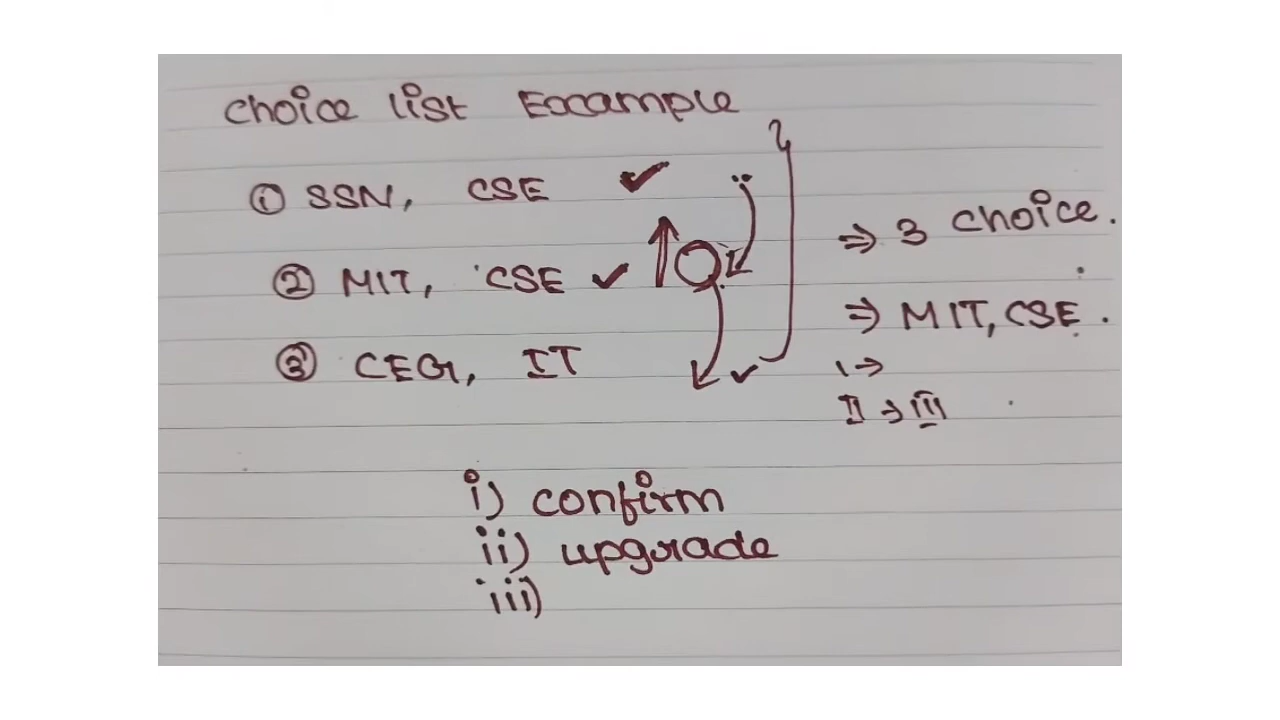 choice list Example
① SSN, CSE ✓
② MIT, CSE ✓
③ CEG, IT
⇒ 3 choice.
⇒ MIT, CSE.
1 →
II → III
i) confirm
ii) upgrade
iii)